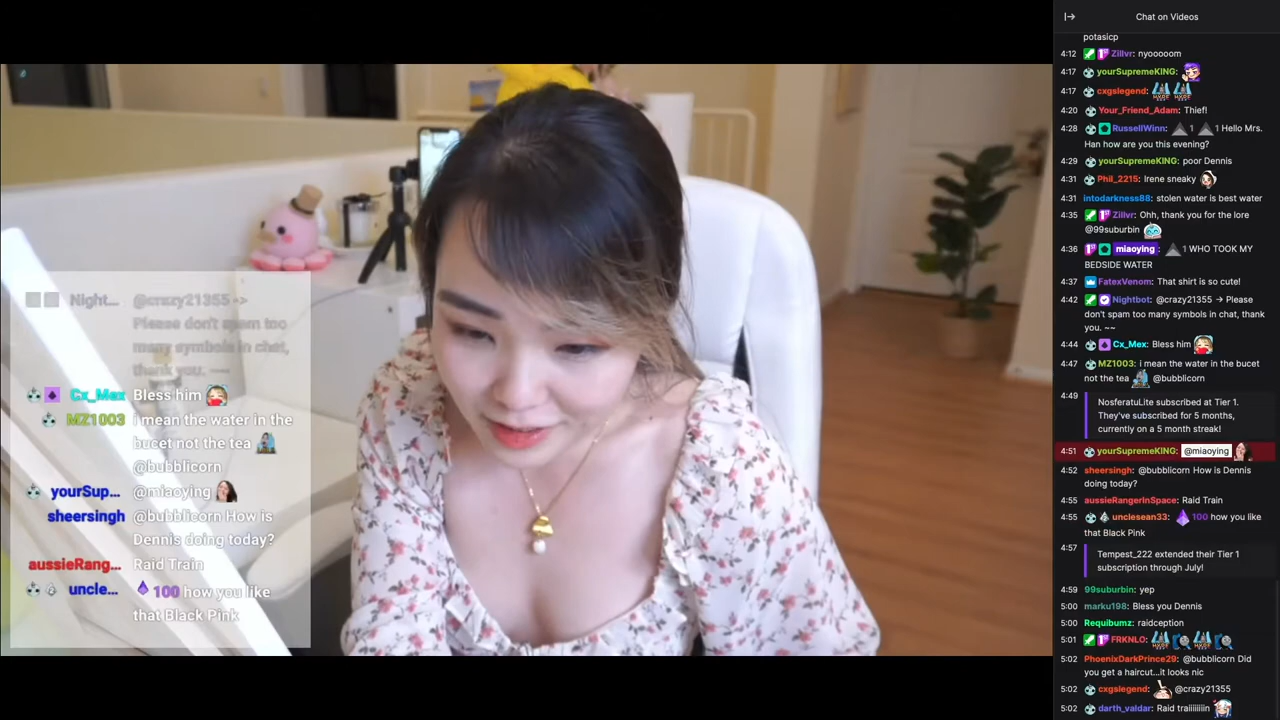 Night... @crazy21355 ->
Please don't spam too
many symbols in chat,
thank you. ~~
Cx_Mex Bless him
MZ1003 i mean the water in the
bucet not the tea
@bubblicorn
yourSup... @miaoying
sheersingh @bubblicorn How is
Dennis doing today?
aussieRang... Raid Train
uncle... 100 how you like
that Black Pink
Chat on Videos
potasicp
4:12 Zillvr: nyooooom
4:17 yourSupremeKING:
4:17 cxgslegend:
4:20 Your_Friend_Adam: Thief!
4:28 RussellWinn: 1 1 Hello Mrs.
Han how are you this evening?
4:29 yourSupremeKING: poor Dennis
4:31 Phil_2215: Irene sneaky
4:31 intodarkness88: stolen water is best water
4:35 Zillvr: Ohh, thank you for the lore
@99suburbin
4:36 miaoying: 1 WHO TOOK MY
BEDSIDE WATER
4:37 FatexVenom: That shirt is so cute!
4:42 Nightbot: @crazy21355 -> Please
don't spam too many symbols in chat, thank
you. ~~
4:44 Cx_Mex: Bless him
4:47 MZ1003: i mean the water in the bucet
not the tea @bubblicorn
4:49
NosferatuLite subscribed at Tier 1.
They've subscribed for 5 months,
currently on a 5 month streak!
4:51 yourSupremeKING: @miaoying
4:52 sheersingh: @bubblicorn How is Dennis
doing today?
4:55 aussieRangerInSpace: Raid Train
4:55 unclesean33: 100 how you like
that Black Pink
4:57
Tempest_222 extended their Tier 1
subscription through July!
4:59 99suburbin: yep
5:00 marku198: Bless you Dennis
5:00 Requibumz: raidception
5:01 FRKNLO:
5:02 PhoenixDarkPrince29: @bubblicorn Did
you get a haircut...it looks nic
5:02 cxgslegend: @crazy21355
5:02 darth_valdar: Raid traiiiiiiiin